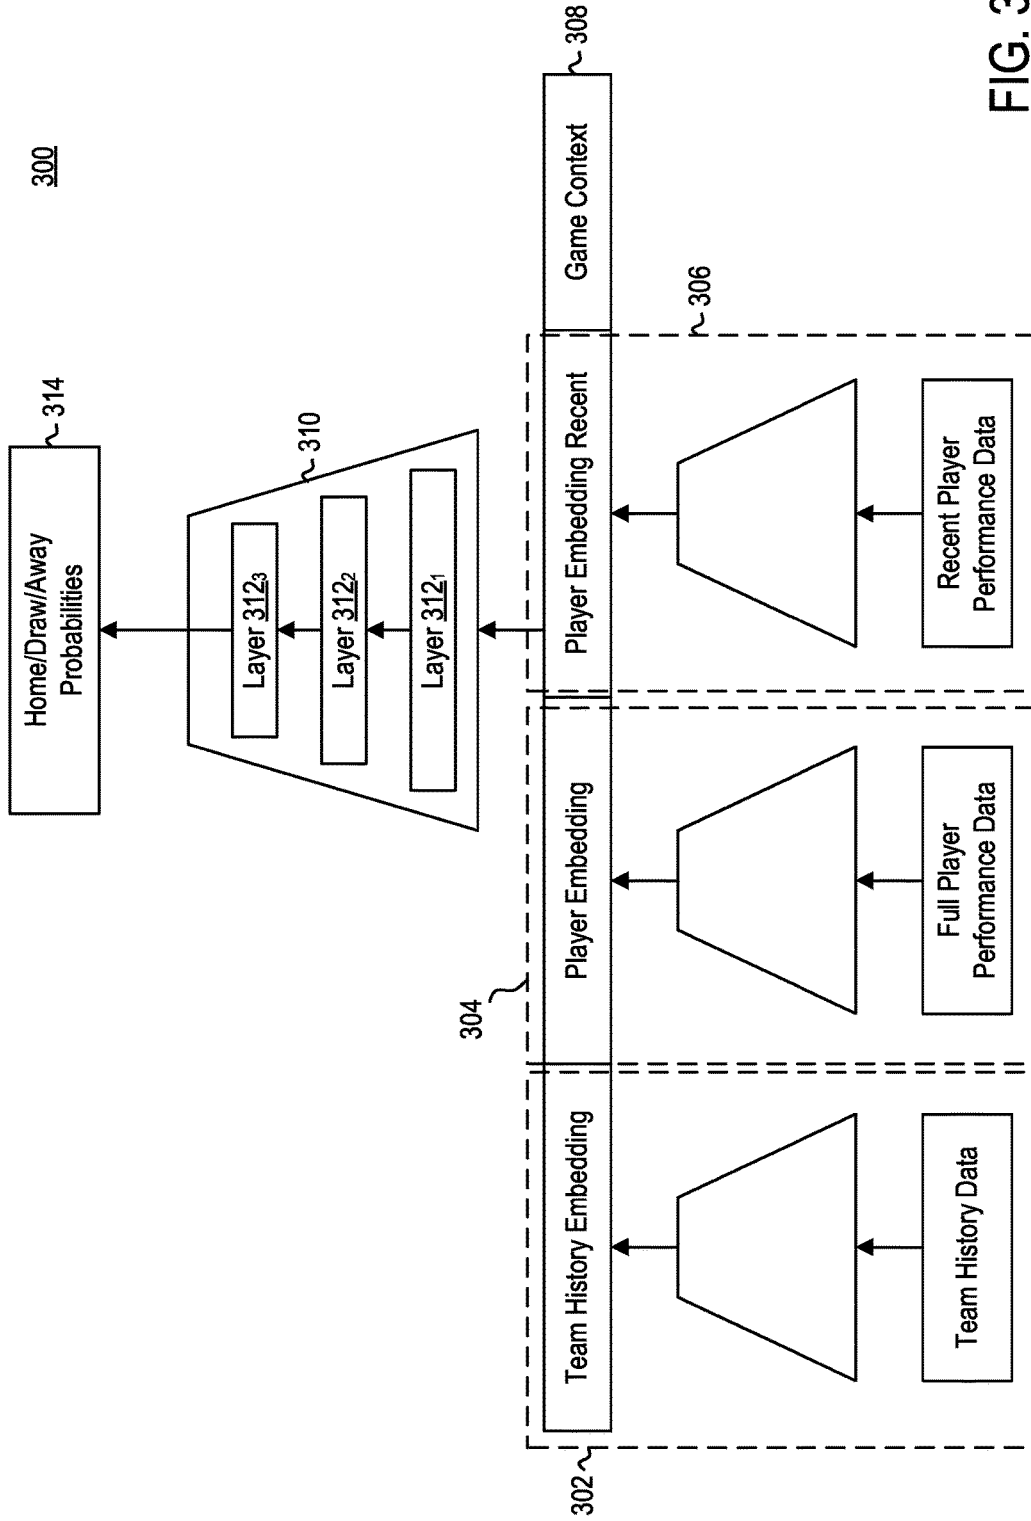 300
Home/Draw/Away
Probabilities
314
310
Layer 312₃
Layer 312₂
Layer 312₁
304
302
Team History Embedding
Player Embedding
Player Embedding Recent
Game Context
308
306
Team History Data
Full Player
Performance Data
Recent Player
Performance Data
FIG. 3